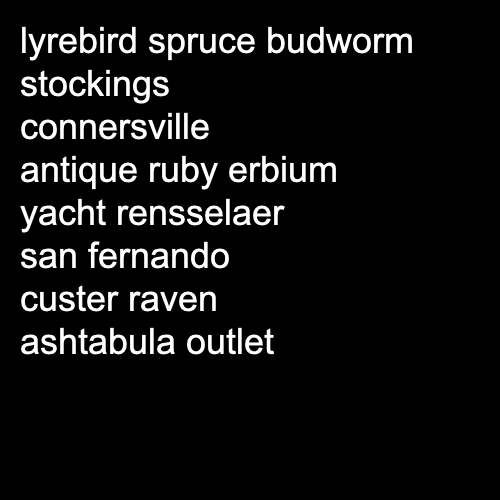 lyrebird spruce budworm
stockings
connersville
antique ruby erbium
yacht rensselaer
san fernando
custer raven
ashtabula outlet